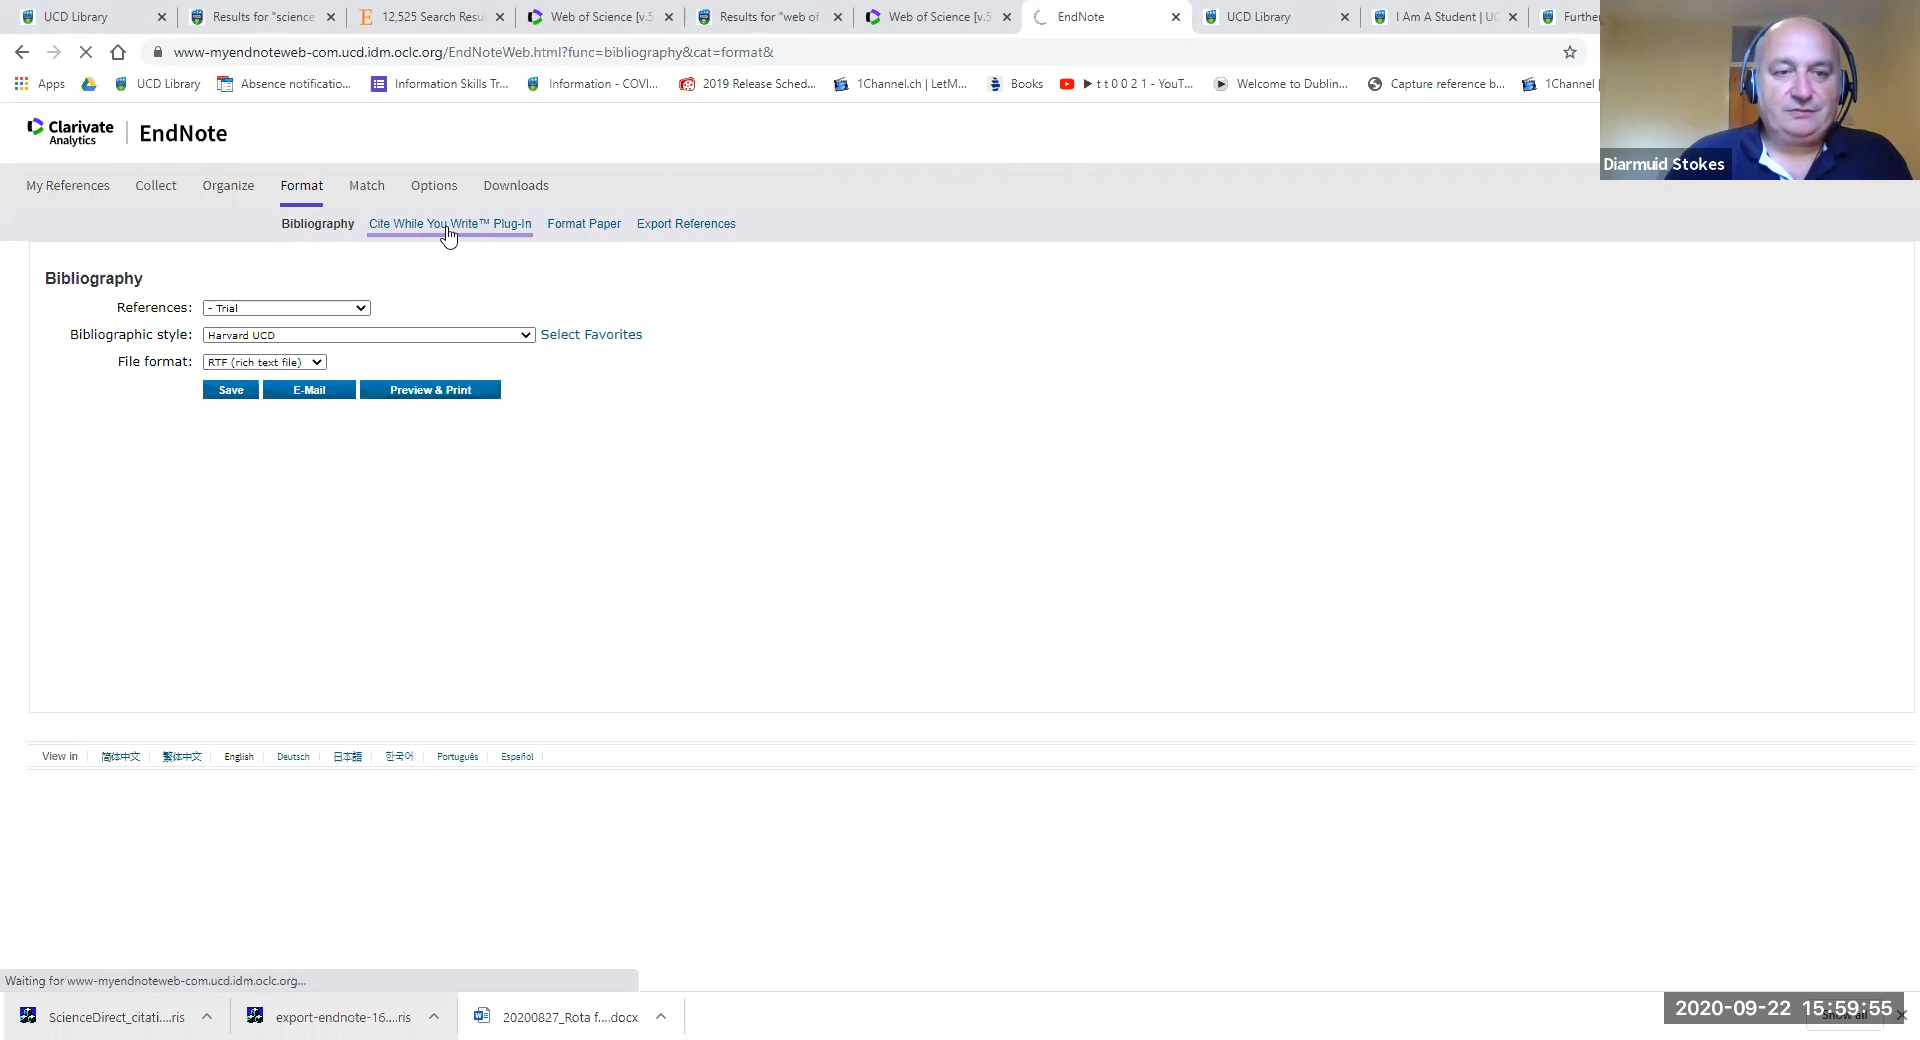 UCD Library
Results for "science
12,525 Search Resu
Web of Science [v.5
Results for "web of
Web of Science [v.5
EndNote
UCD Library
I Am A Student | UC
Further
www-myendnoteweb-com.ucd.idm.oclc.org/EndNoteWeb.html?func=bibliography&cat=format&
Apps
UCD Library
Absence notificatio...
Information Skills Tr...
Information - COVI...
2019 Release Sched...
1Channel.ch | LetM...
Books
▶ t t 0 0 2 1 - YouT...
Welcome to Dublin...
Capture reference b...
1Channel
Diarmuid Stokes
Clarivate
Analytics
EndNote
My References
Collect
Organize
Format
Match
Options
Downloads
Bibliography
Cite While You Write™ Plug-In
Format Paper
Export References
Bibliography
References: - Trial
Bibliographic style: Harvard UCD Select Favorites
File format: RTF (rich text file)
Save E-Mail Preview & Print
View in 简体中文 繁体中文 English Deutsch 日本語 한국어 Português Español
Waiting for www-myendnoteweb-com.ucd.idm.oclc.org...
ScienceDirect_citati....ris
export-endnote-16....ris
20200827_Rota f....docx
2020-09-22 15:59:55
Show all